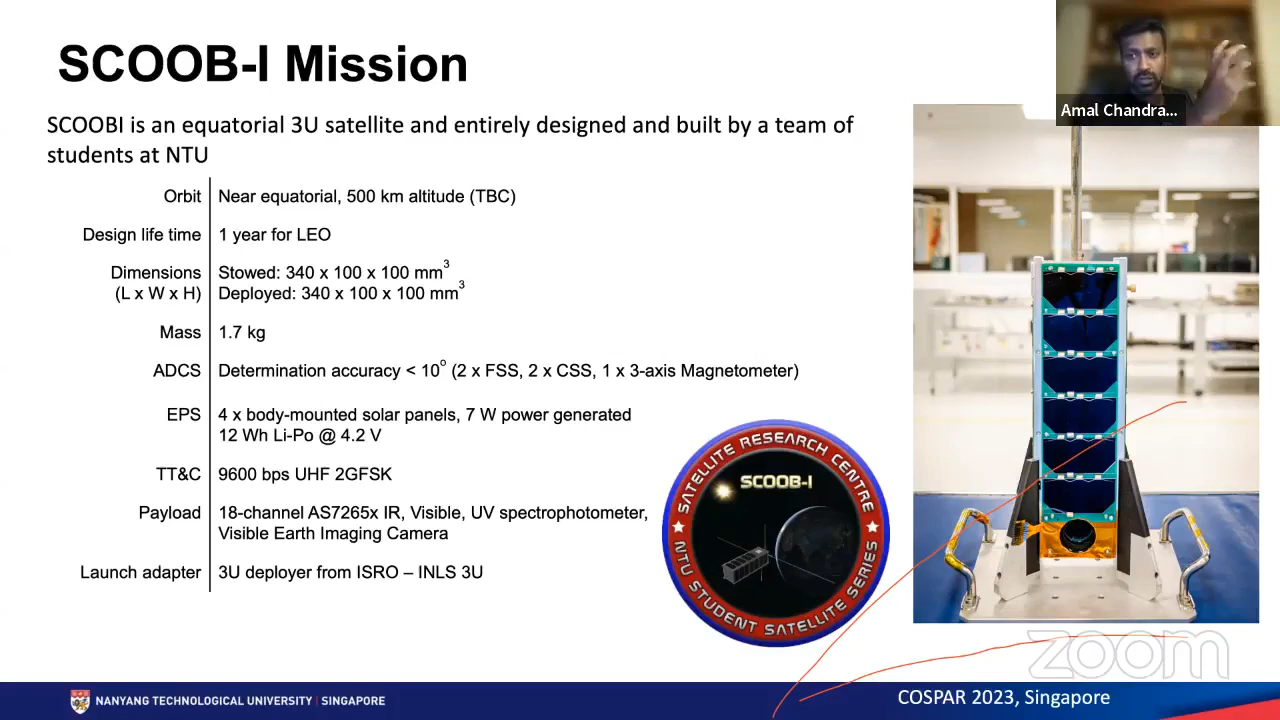 SCOOB-I Mission
Amal Chandra...
SCOOBI is an equatorial 3U satellite and entirely designed and built by a team of
students at NTU
Orbit Near equatorial, 500 km altitude (TBC)
Design life time 1 year for LEO
Dimensions Stowed: 340 x 100 x 100 mm³
(L x W x H) Deployed: 340 x 100 x 100 mm³
Mass 1.7 kg
ADCS Determination accuracy < 10° (2 x FSS, 2 x CSS, 1 x 3-axis Magnetometer)
EPS 4 x body-mounted solar panels, 7 W power generated
12 Wh Li-Po @ 4.2 V
TT&C 9600 bps UHF 2GFSK
Payload 18-channel AS7265x IR, Visible, UV spectrophotometer,
Visible Earth Imaging Camera
Launch adapter 3U deployer from ISRO – INLS 3U
SATELLITE RESEARCH CENTRE
SCOOB-I
NTU STUDENT SATELLITE SERIES
zoom
NANYANG TECHNOLOGICAL UNIVERSITY | SINGAPORE
COSPAR 2023, Singapore